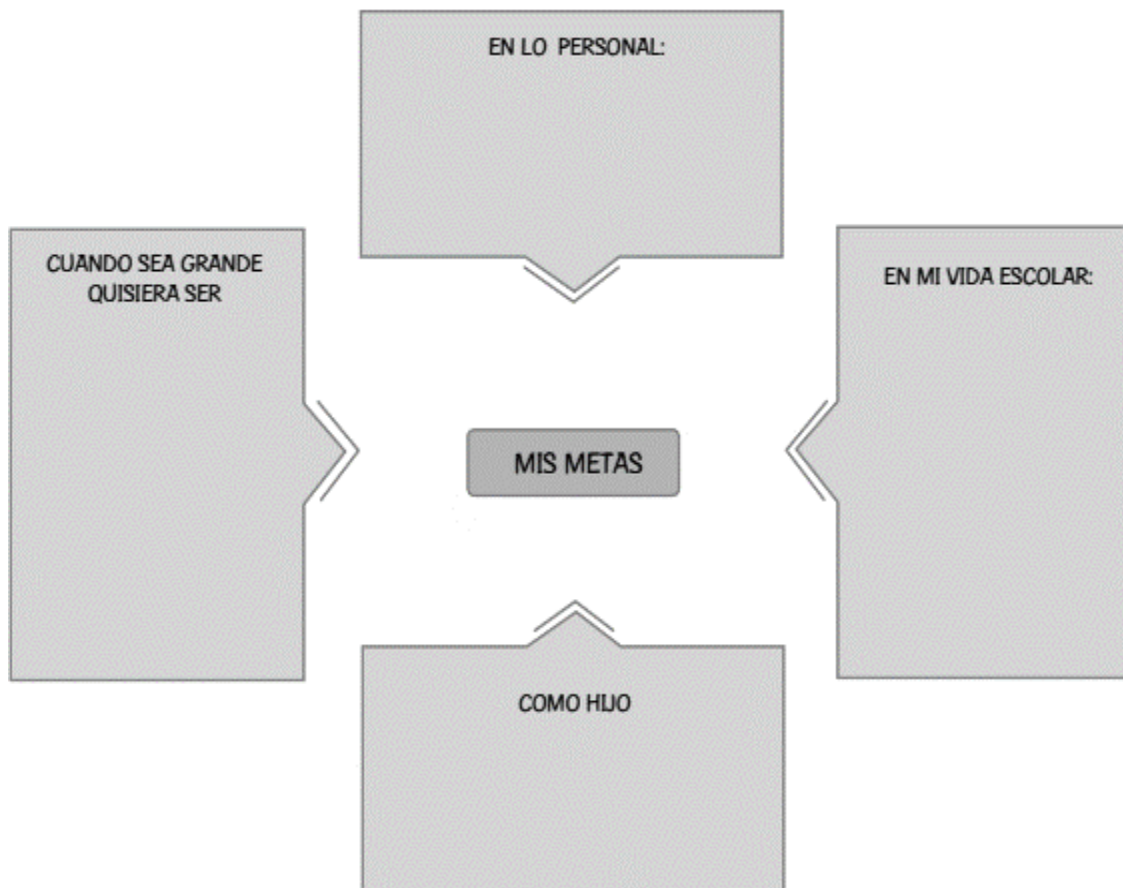 EN LO PERSONAL:
CUANDO SEA GRANDE
QUISIERA SER
EN MI VIDA ESCOLAR:
MIS METAS
COMO HIJO